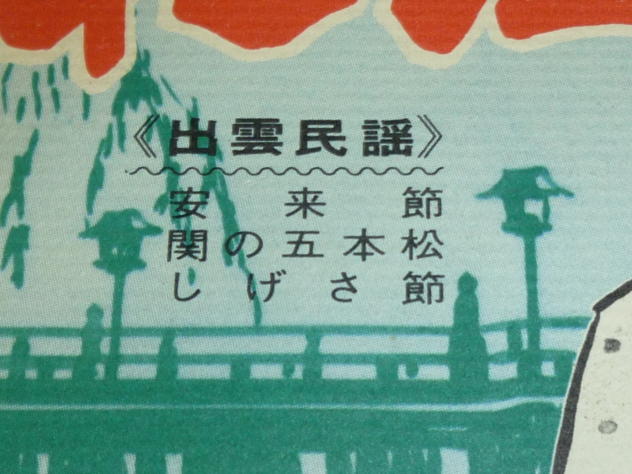 《出雲民謡》
安来節
関の五本松
しげさ節